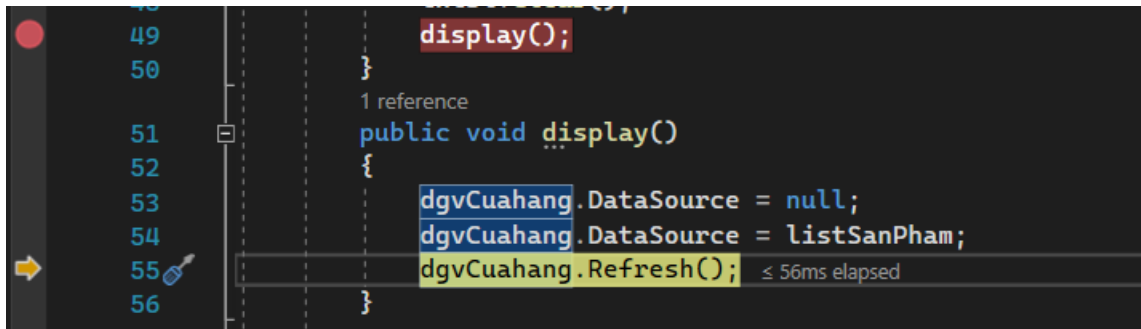 49 display();
50 }
1 reference
51 public void display()
52 {
53 dgvCuahang.DataSource = null;
54 dgvCuahang.DataSource = listSanPham;
55 dgvCuahang.Refresh(); ≤ 56ms elapsed
56 }